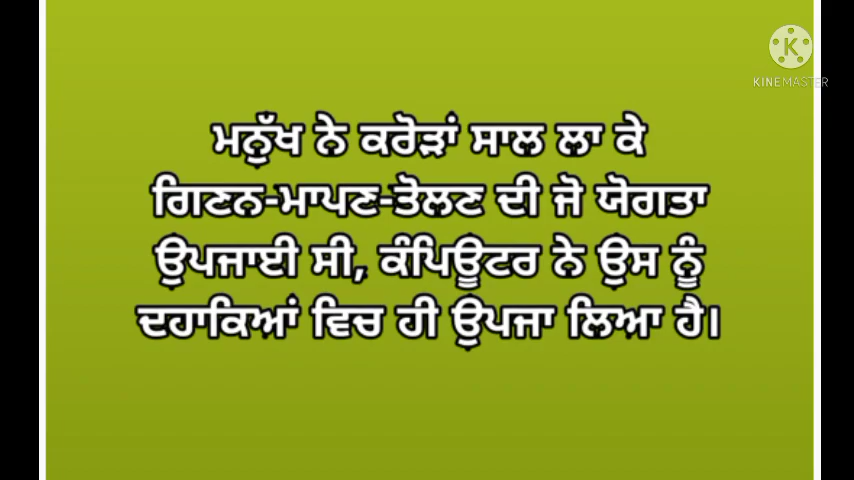 KINEMASTER
ਮਨੁੱਖ ਨੇ ਕਰੋੜਾਂ ਸਾਲ ਲਾ ਕੇ
ਗਿਣਨ-ਮਾਪਣ-ਤੋਲਣ ਦੀ ਜੋ ਯੋਗਤਾ
ਉਪਜਾਈ ਸੀ, ਕੰਪਿਊਟਰ ਨੇ ਉਸ ਨੂੰ
ਦਹਾਕਿਆਂ ਵਿਚ ਹੀ ਉਪਜਾ ਲਿਆ ਹੈ।